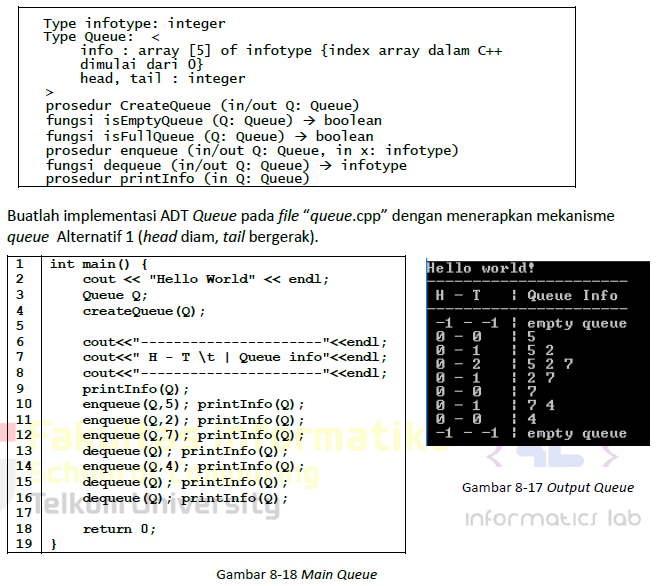 Type infotype: integer
Type Queue: <
info : array [5] of infotype {index array dalam C++
dimulai dari 0}
head, tail : integer
>
prosedur CreateQueue (in/out Q: Queue)
fungsi isEmptyQueue (Q: Queue) → boolean
fungsi isFullQueue (Q: Queue) → boolean
prosedur enqueue (in/out Q: Queue, in x: infotype)
fungsi dequeue (in/out Q: Queue) → infotype
prosedur printInfo (in Q: Queue)
Buatlah implementasi ADT Queue pada file “queue.cpp” dengan menerapkan mekanisme
queue Alternatif 1 (head diam, tail bergerak).
1 int main() {
2 cout << "Hello World" << endl;
3 Queue Q;
4 createQueue(Q);
5
6 cout<<"----------------------"<<endl;
7 cout<<" H - T \t | Queue info"<<endl;
8 cout<<"----------------------"<<endl;
9 printInfo(Q);
10 enqueue(Q,5); printInfo(Q);
11 enqueue(Q,2); printInfo(Q);
12 enqueue(Q,7); printInfo(Q);
13 dequeue(Q); printInfo(Q);
14 enqueue(Q,4); printInfo(Q);
15 dequeue(Q); printInfo(Q);
16 dequeue(Q); printInfo(Q);
17
18 return 0;
19 }
Gambar 8-18 Main Queue
Hello world!
----------------------
H - T | Queue Info
----------------------
-1 - -1 | empty queue
0 - 0 | 5
0 - 1 | 5 2
0 - 2 | 5 2 7
0 - 1 | 2 7
0 - 0 | 7
0 - 1 | 7 4
0 - 0 | 4
-1 - -1 | empty queue
Gambar 8-17 Output Queue
informatics lab
Telkom University